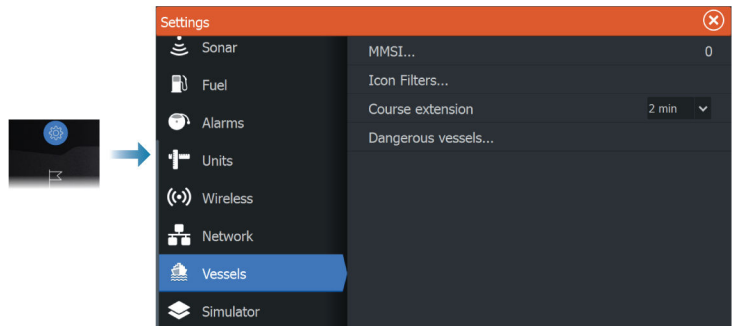 Settings
Sonar
Fuel
Alarms
Units
Wireless
Network
Vessels
Simulator
MMSI... 0
Icon Filters...
Course extension 2 min
Dangerous vessels...